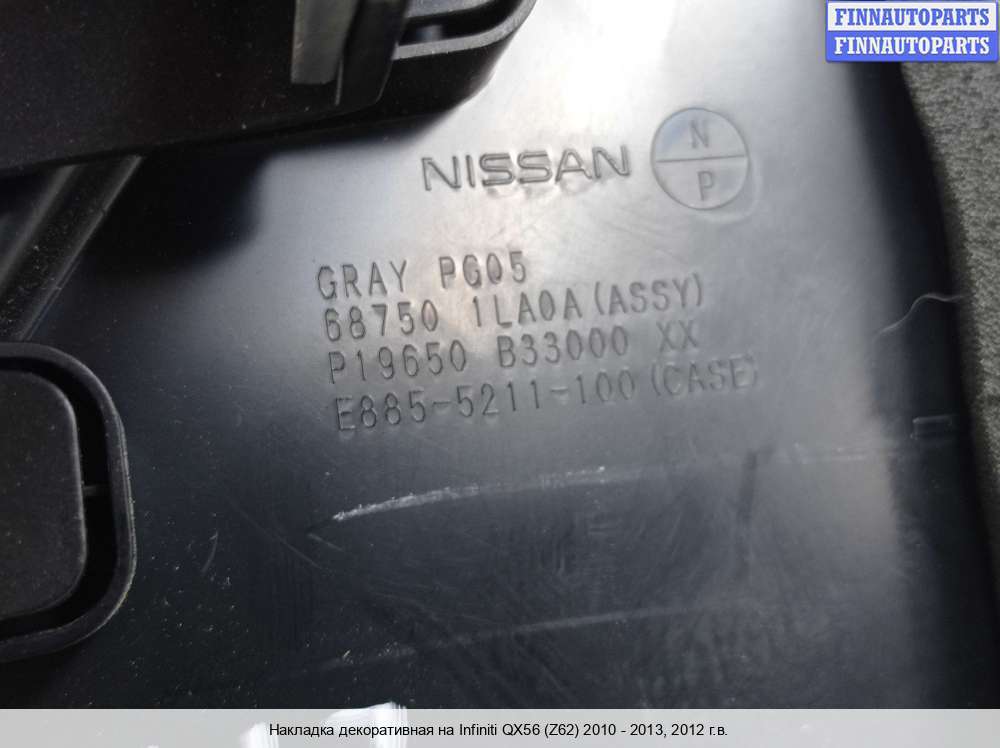 FINNAUTOPARTS
FINNAUTOPARTS
NISSAN
N
P
GRAY PG05
68750 1LA0A (ASSY)
P19650 B33000 XX
E885-5211-100 (CASE)
Накладка декоративная на Infiniti QX56 (Z62) 2010 - 2013, 2012 г.в.